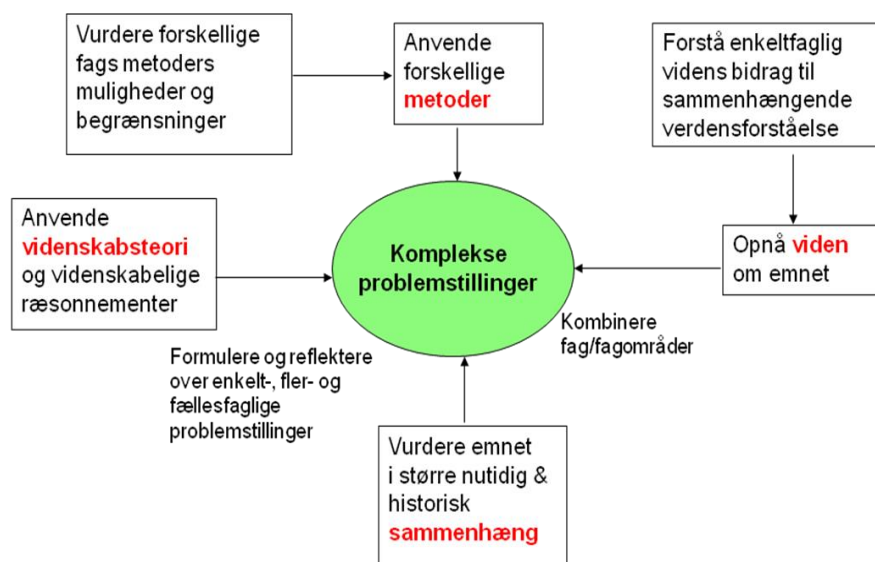 Vurdere forskellige
fags metoders
muligheder og
begrænsninger
Anvende
forskellige
metoder
Forstå enkeltfaglig
videns bidrag til
sammenhængende
verdensforståelse
Anvende
videnskabsteori
og videnskabelige
ræsonnementer
Komplekse
problemstillinger
Opnå viden
om emnet
Kombinere
fag/fagområder
Formulere og reflektere
over enkelt-, fler- og
fællesfaglige
problemstillinger
Vurdere emnet
i større nutidig &
historisk
sammenhæng